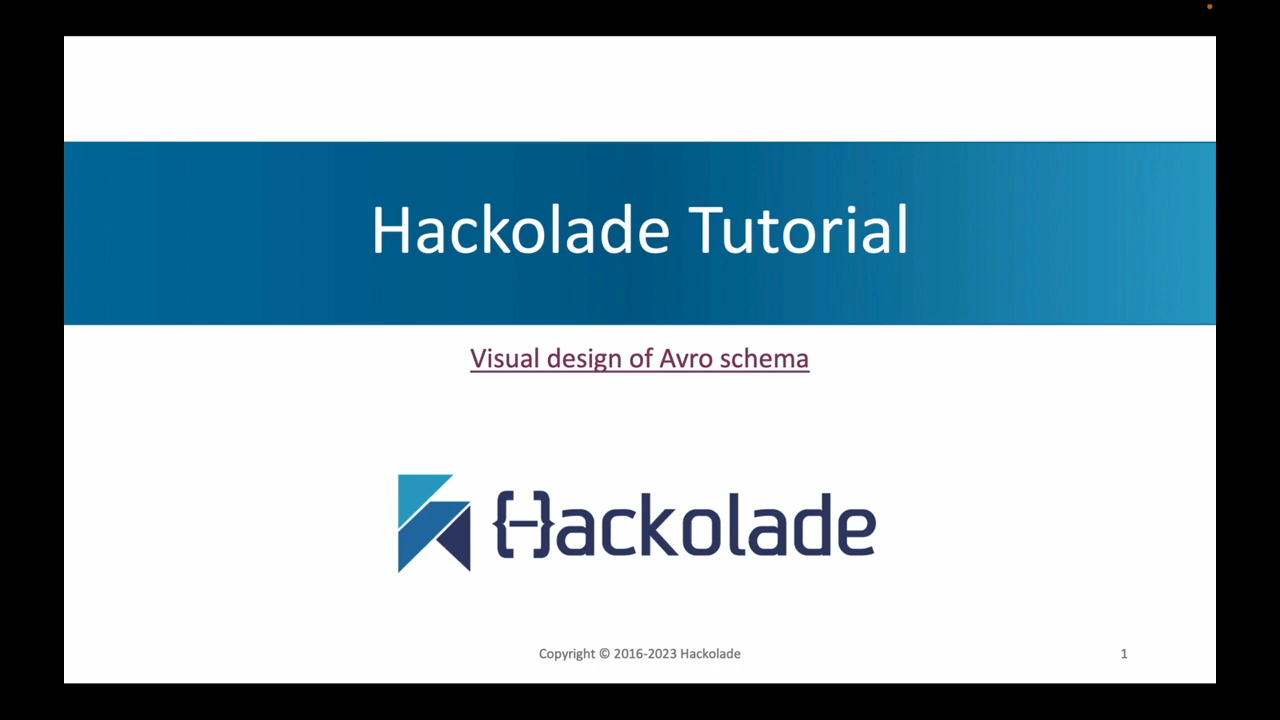 Hackolade Tutorial
Visual design of Avro schema
{-}ackolade
Copyright © 2016-2023 Hackolade
1